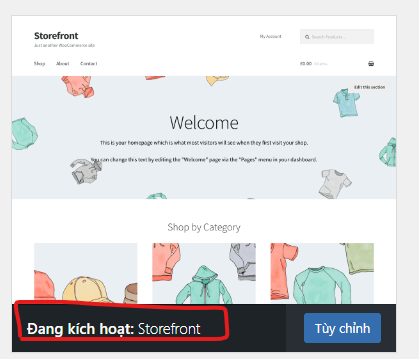 Storefront
Just another WooCommerce site
My Account
Search Products...
Shop About Contact
£0.00
Edit this section
Welcome
This is your homepage which is what most visitors will see when they first visit your shop.
You can change this text by editing the "Welcome" page via the "Pages" menu in your dashboard.
Shop by Category
Đang kích hoạt: Storefront
Tùy chỉnh